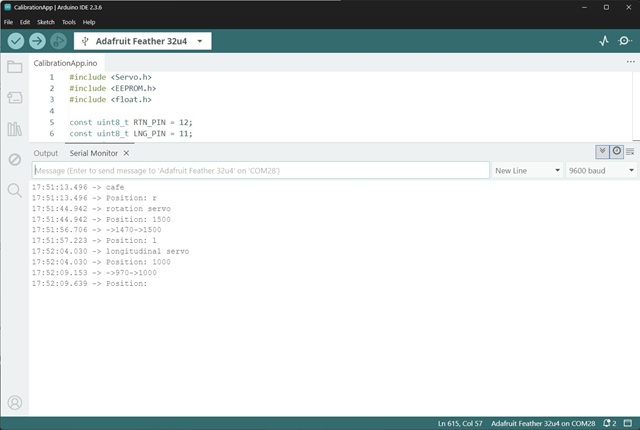 CalibrationApp | Arduino IDE 2.3.6
File Edit Sketch Tools Help
Adafruit Feather 32u4
CalibrationApp.ino
1 #include <Servo.h>
2 #include <EEPROM.h>
3 #include <float.h>
4
5 const uint8_t RTN_PIN = 12;
6 const uint8_t LNG_PIN = 11;
Output Serial Monitor
Message (Enter to send message to 'Adafruit Feather 32u4' on 'COM28') New Line 9600 baud
17:51:13.496 -> cafe
17:51:13.496 -> Position: r
17:51:44.942 -> rotation servo
17:51:44.942 -> Position: 1500
17:51:56.706 -> ->1470->1500
17:51:57.223 -> Position: l
17:52:04.030 -> longitudinal servo
17:52:04.030 -> Position: 1000
17:52:09.153 -> ->970->1000
17:52:09.639 -> Position:
Ln 615, Col 57 Adafruit Feather 32u4 on COM28 2